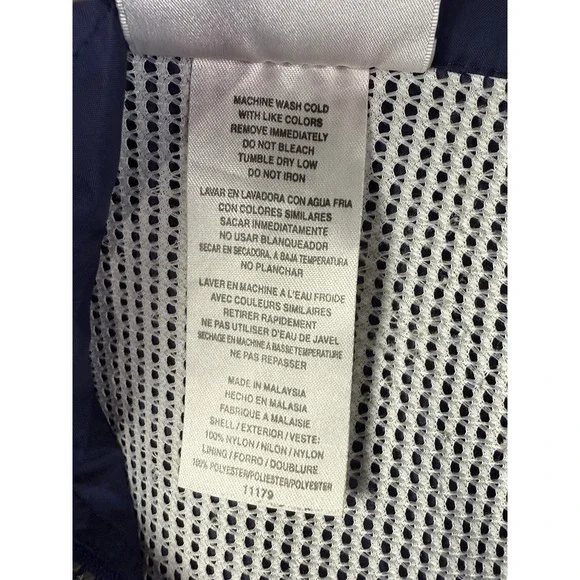 MACHINE WASH COLD
WITH LIKE COLORS
REMOVE IMMEDIATELY
DO NOT BLEACH
TUMBLE DRY LOW
DO NOT IRON
LAVAR EN LAVADORA CON AGUA FRIA
CON COLORES SIMILARES
SACAR INMEDIATAMENTE
NO USAR BLANQUEADOR
SECAR EN SECADORA, A BAJA TEMPERATURA
NO PLANCHAR
LAVER EN MACHINE A L'EAU FROIDE
AVEC COULEURS SIMILAIRES
RETIRER RAPIDEMENT
NE PAS UTILISER D'EAU DE JAVEL
SECHAGE EN MACHINE A BASSE TEMPERATURE
NE PAS REPASSER
MADE IN MALAYSIA
HECHO EN MALASIA
FABRIQUE A MALAISIE
SHELL / EXTERIOR / VESTE:
100% NYLON / NILON / NYLON
LINING / FORRO / DOUBLURE
100% POLYESTER/POLIESTER/POLYESTER
11179